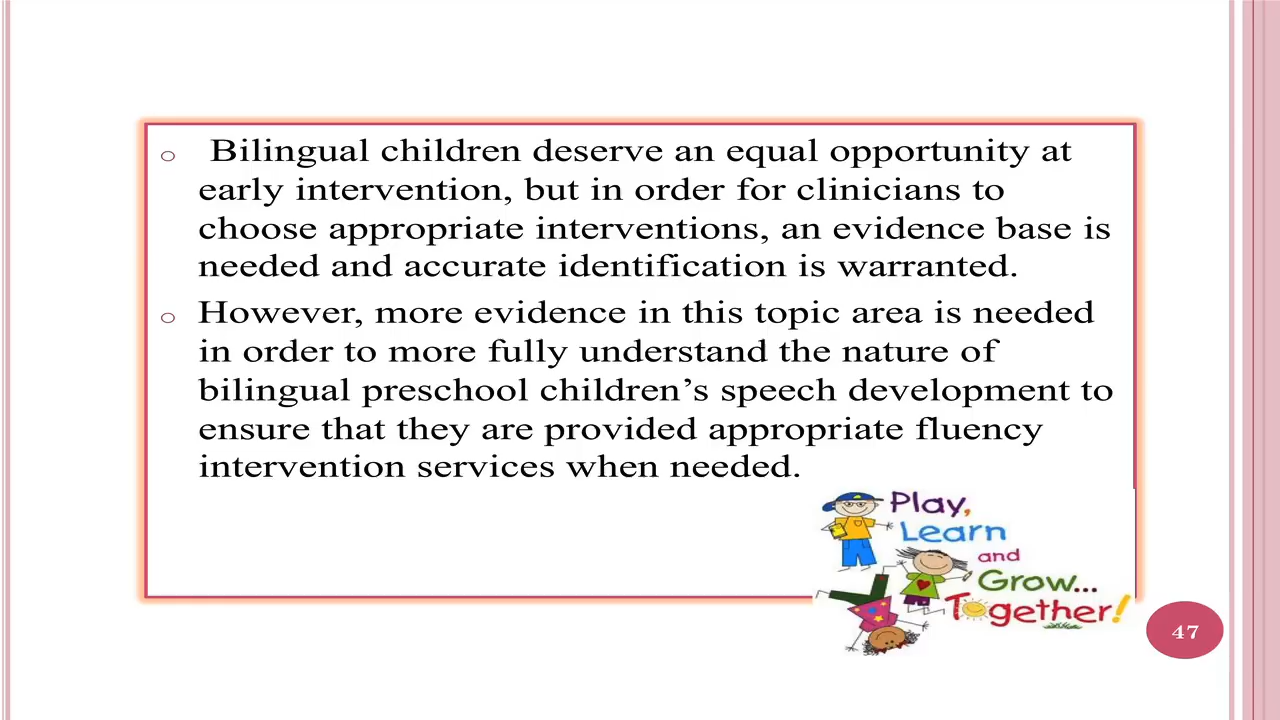 o Bilingual children deserve an equal opportunity at
early intervention, but in order for clinicians to
choose appropriate interventions, an evidence base is
needed and accurate identification is warranted.
o However, more evidence in this topic area is needed
in order to more fully understand the nature of
bilingual preschool children’s speech development to
ensure that they are provided appropriate fluency
intervention services when needed.
Play,
Learn
and
Grow...
Together!
47